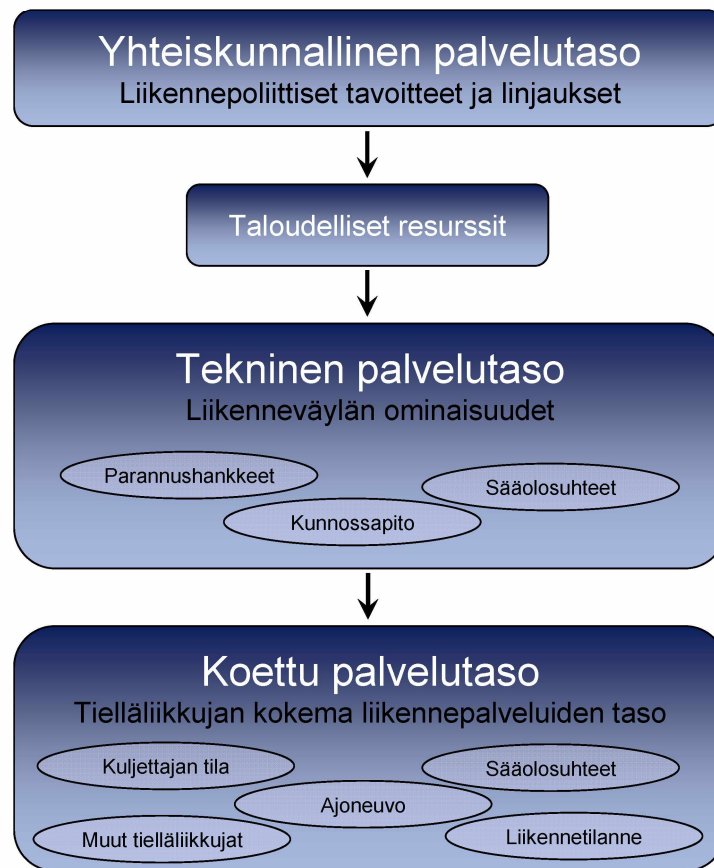 Yhteiskunnallinen palvelutaso
Liikennepoliittiset tavoitteet ja linjaukset
Taloudelliset resurssit
Tekninen palvelutaso
Liikenneväylän ominaisuudet
Parannushankkeet
Sääolosuhteet
Kunnossapito
Koettu palvelutaso
Tielläliikkujan kokema liikennepalveluiden taso
Kuljettajan tila
Sääolosuhteet
Ajoneuvo
Muut tielläliikkujat
Liikennetilanne